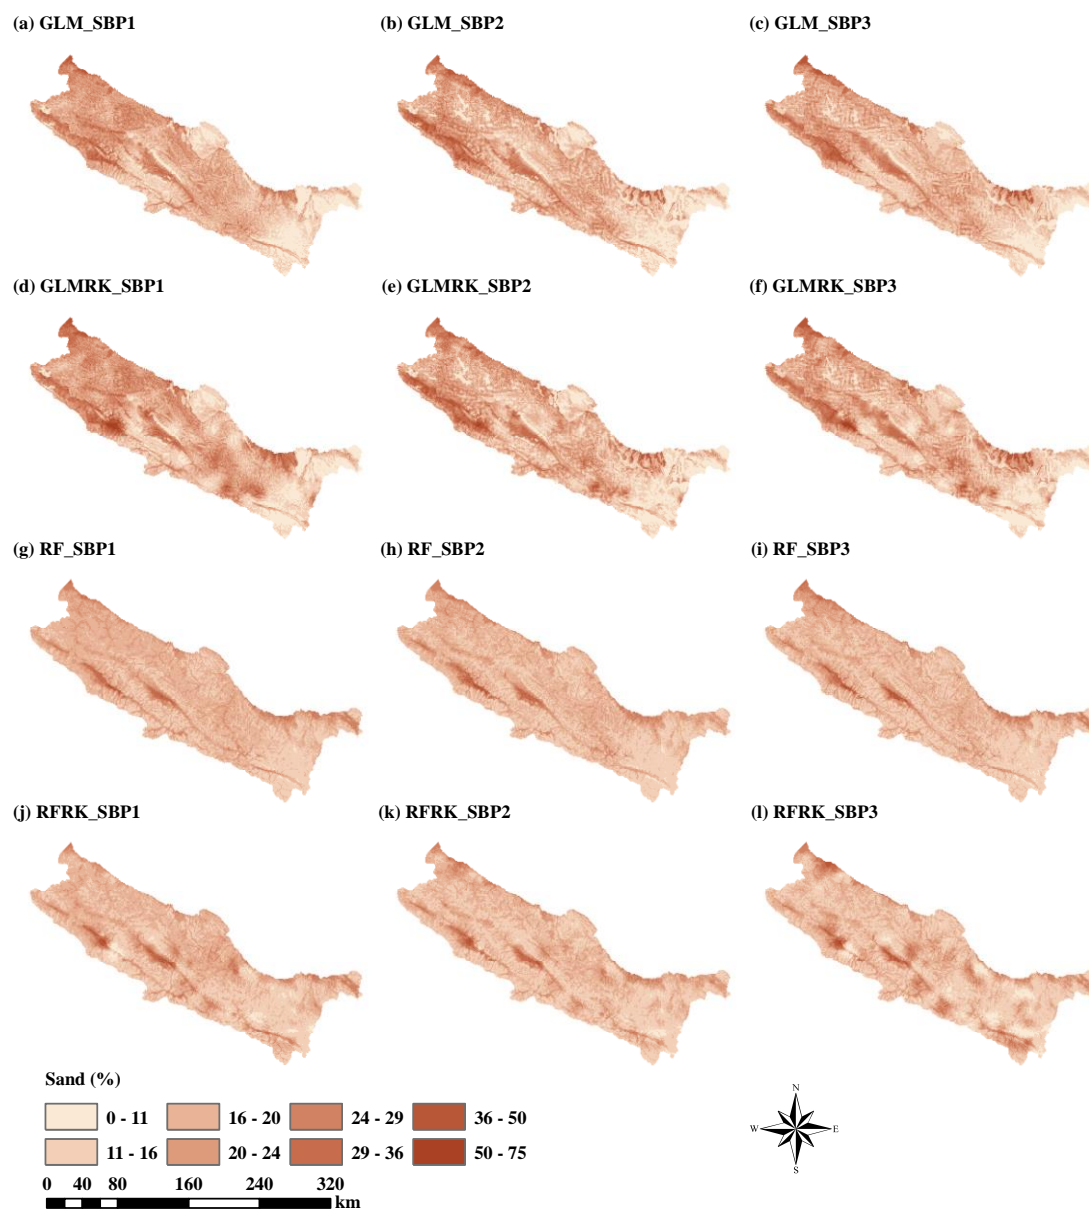 (a) GLM_SBP1
(b) GLM_SBP2
(c) GLM_SBP3
(d) GLMRK_SBP1
(e) GLMRK_SBP2
(f) GLMRK_SBP3
(g) RF_SBP1
(h) RF_SBP2
(i) RF_SBP3
(j) RFRK_SBP1
(k) RFRK_SBP2
(l) RFRK_SBP3
Sand (%)
0 - 11
16 - 20
24 - 29
36 - 50
11 - 16
20 - 24
29 - 36
50 - 75
0 40 80 160 240 320
km
N
W E
S